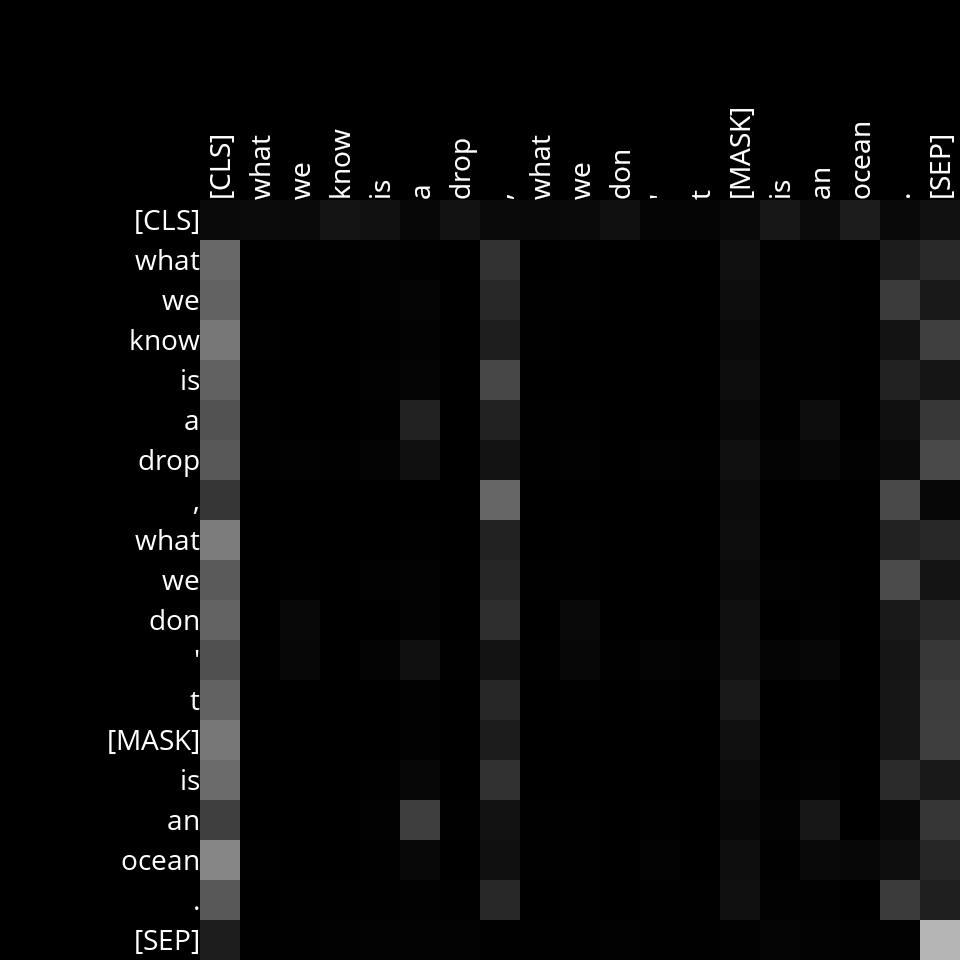 [CLS] what we know is a drop , what we don ' t [MASK] is an ocean . [SEP]
[CLS]
what
we
know
is
a
drop
,
what
we
don
'
t
[MASK]
is
an
ocean
.
[SEP]